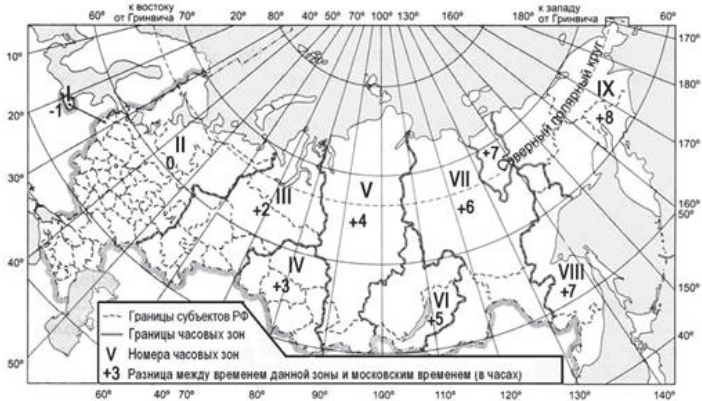 к востоку
от Гринвича
к западу
от Гринвича
60° 70° 20° 80° 30° 40° 50° 70° 100° 130° 160° 180° 60°
10°
20°
30°
40°
50°
170°
180°
170°
160°
50°
150°
40°
140°
Северный полярный круг
I
-1
II
0
III
+2
IV
+3
V
+4
VI
+5
VII
+6
+7
VIII
+7
IX
+8
Границы субъектов РФ
Границы часовых зон
V Номера часовых зон
+3 Разница между временем данной зоны и московским временем (в часах)
60° 70° 80° 90° 100° 110° 120° 130°